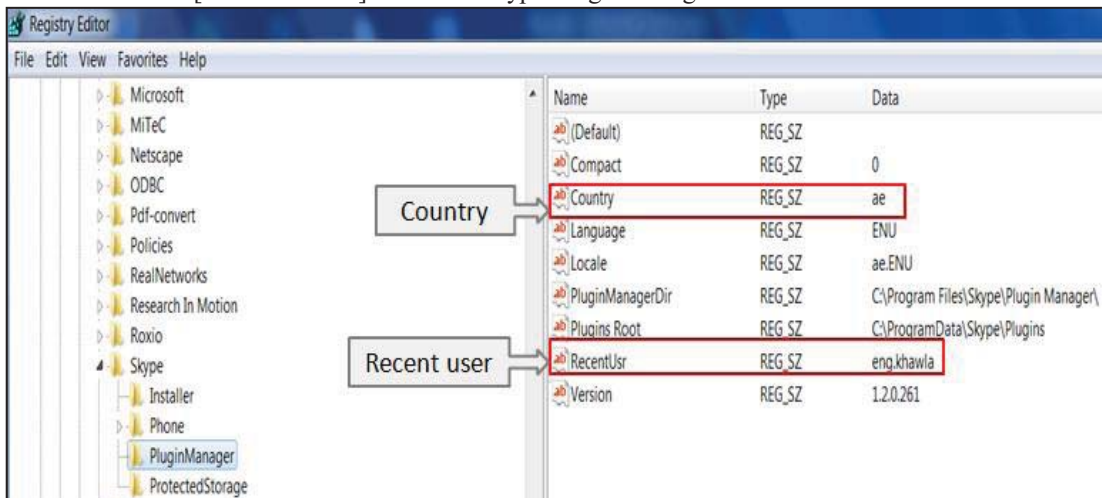 Registry Editor
File Edit View Favorites Help
Microsoft
MiTeC
Netscape
ODBC
Pdf-convert
Policies
RealNetworks
Research In Motion
Roxio
Skype
Installer
Phone
PluginManager
ProtectedStorage
Country
Recent user
Name Type Data
(Default) REG_SZ
Compact REG_SZ 0
Country REG_SZ ae
Language REG_SZ ENU
Locale REG_SZ ae.ENU
PluginManagerDir REG_SZ C:\Program Files\Skype\Plugin Manager\
Plugins Root REG_SZ C:\ProgramData\Skype\Plugins
RecentUsr REG_SZ eng.khawla
Version REG_SZ 1.2.0.261